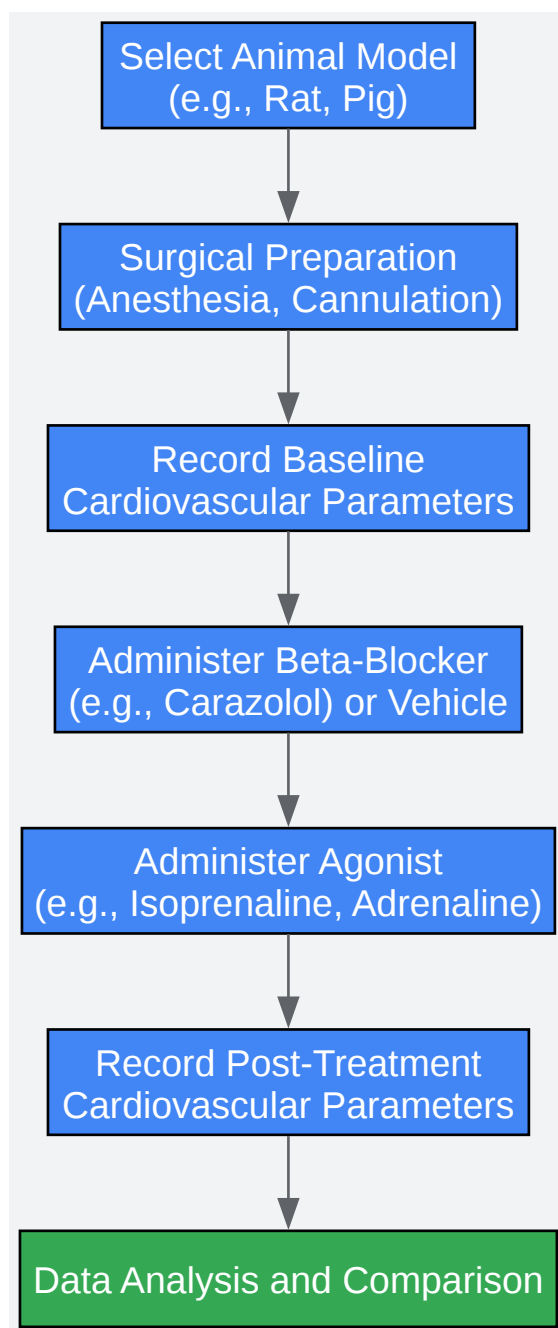 Select Animal Model
(e.g., Rat, Pig)
Surgical Preparation
(Anesthesia, Cannulation)
Record Baseline
Cardiovascular Parameters
Administer Beta-Blocker
(e.g., Carazolol) or Vehicle
Administer Agonist
(e.g., Isoprenaline, Adrenaline)
Record Post-Treatment
Cardiovascular Parameters
Data Analysis and Comparison